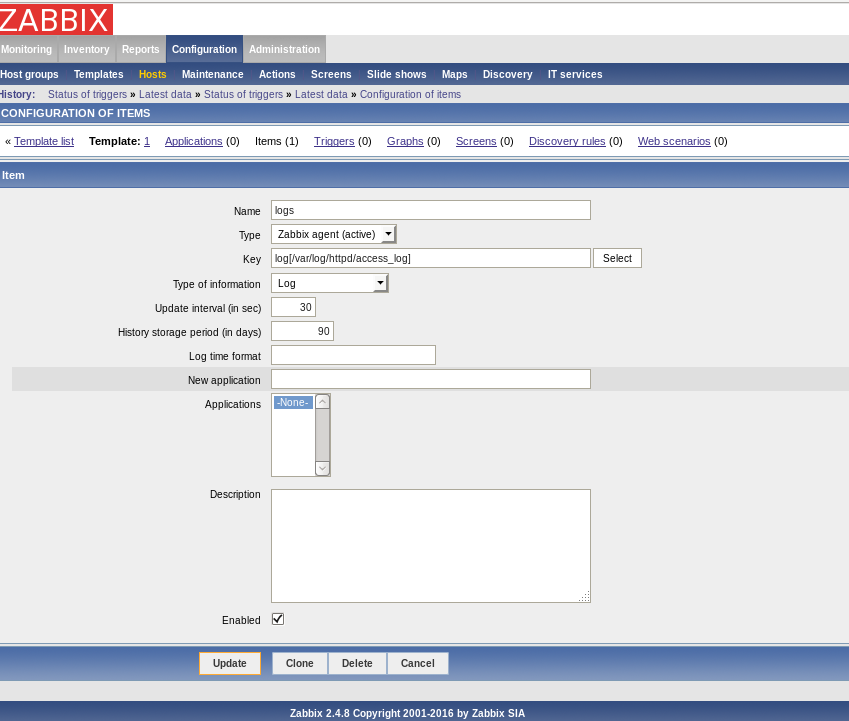 ZABBIX
Monitoring Inventory Reports Configuration Administration
Host groups Templates Hosts Maintenance Actions Screens Slide shows Maps Discovery IT services
History: Status of triggers » Latest data » Status of triggers » Latest data » Configuration of items
CONFIGURATION OF ITEMS
« Template list Template: 1 Applications (0) Items (1) Triggers (0) Graphs (0) Screens (0) Discovery rules (0) Web scenarios (0)
Item
Name logs
Type Zabbix agent (active)
Key log[/var/log/httpd/access_log] Select
Type of information Log
Update interval (in sec) 30
History storage period (in days) 90
Log time format
New application
Applications -None-
Description
Enabled
Update Clone Delete Cancel
Zabbix 2.4.8 Copyright 2001-2016 by Zabbix SIA